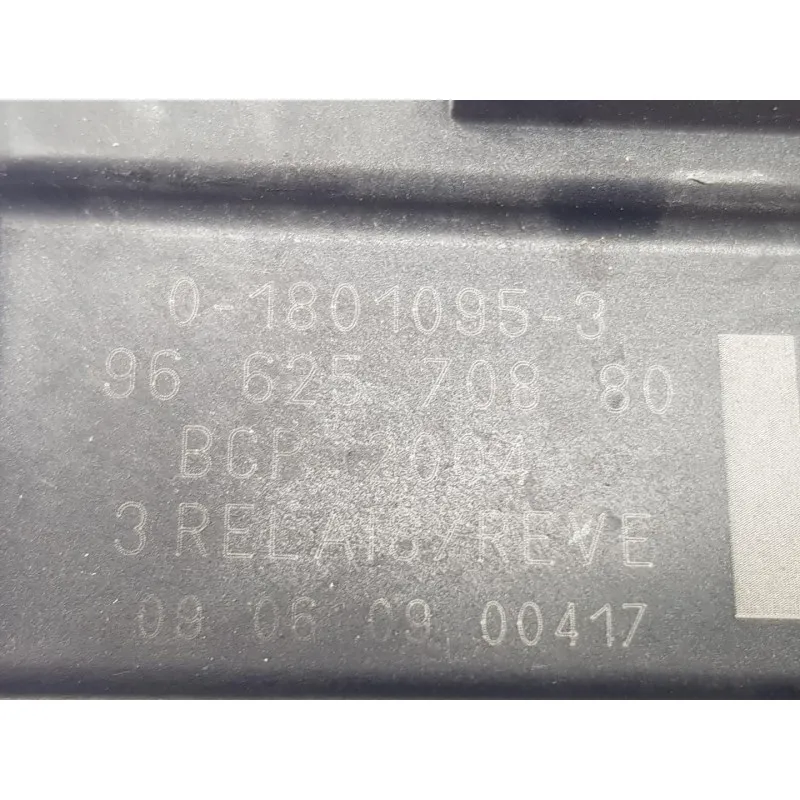 0-1801095-3
96 625 708 80
BCP 2004
3 RELAIS/REVE
09 06 09 00417